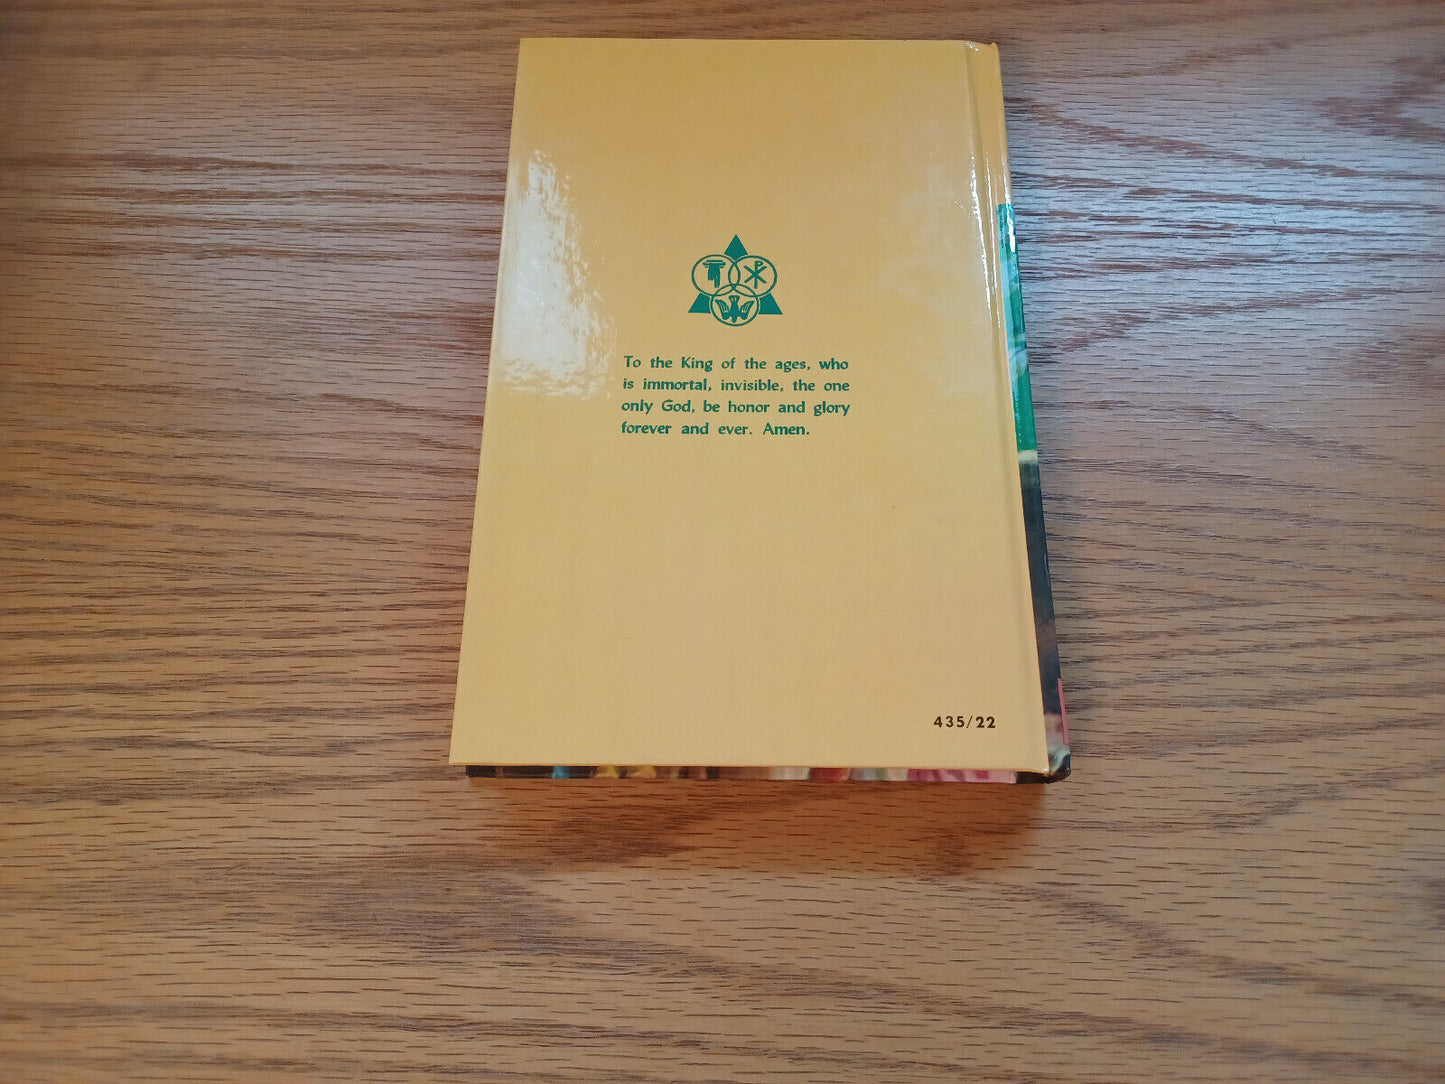 To the King of the ages, who
is immortal, invisible, the one
only God, be honor and glory
forever and ever. Amen.
435/22